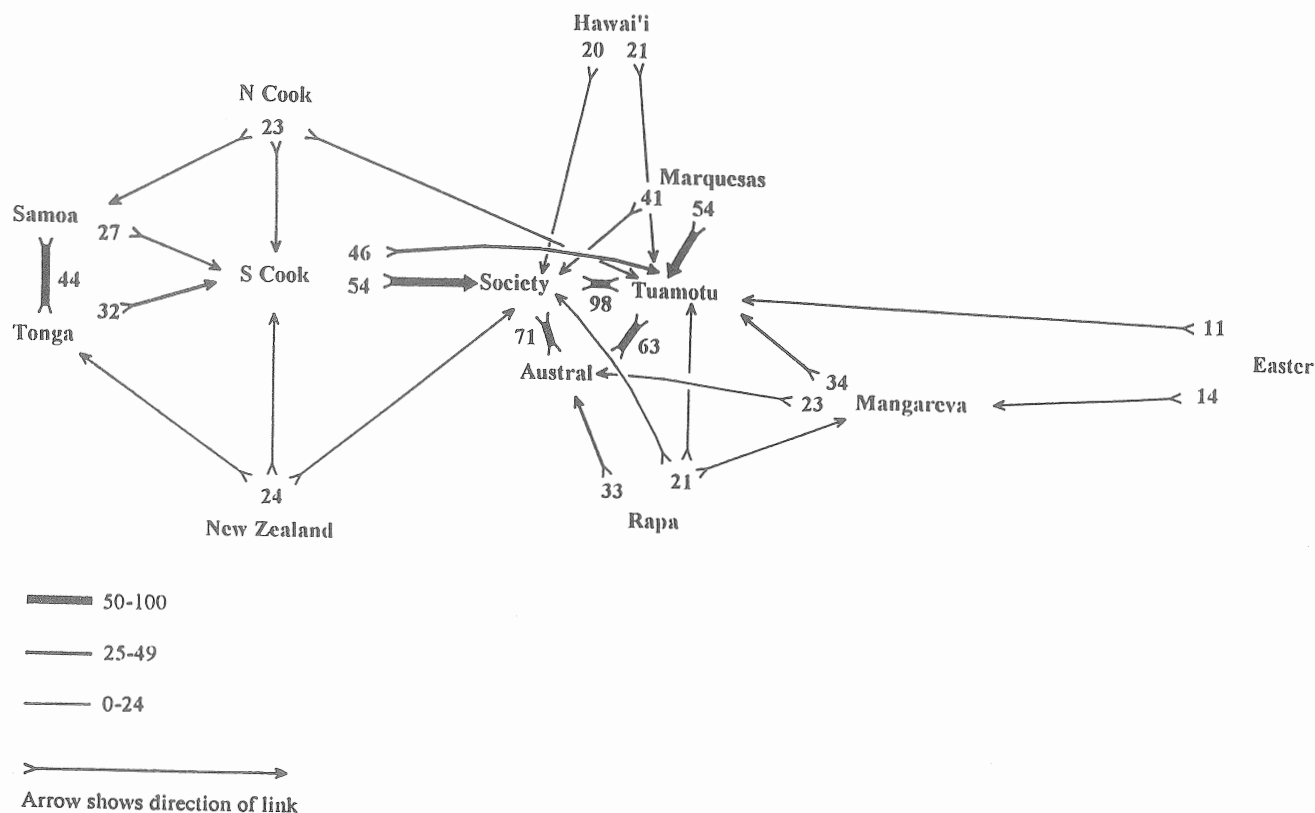 Hawai'i
20 21
N Cook
23
Marquesas
41
54
Samoa
27
46
S Cook
54
Society
98
Tuamotu
44
32
Tonga
71
63
11
Austral
Easter
34
23
Mangareva
14
24
33
21
New Zealand
Rapa
50-100
25-49
0-24
Arrow shows direction of link